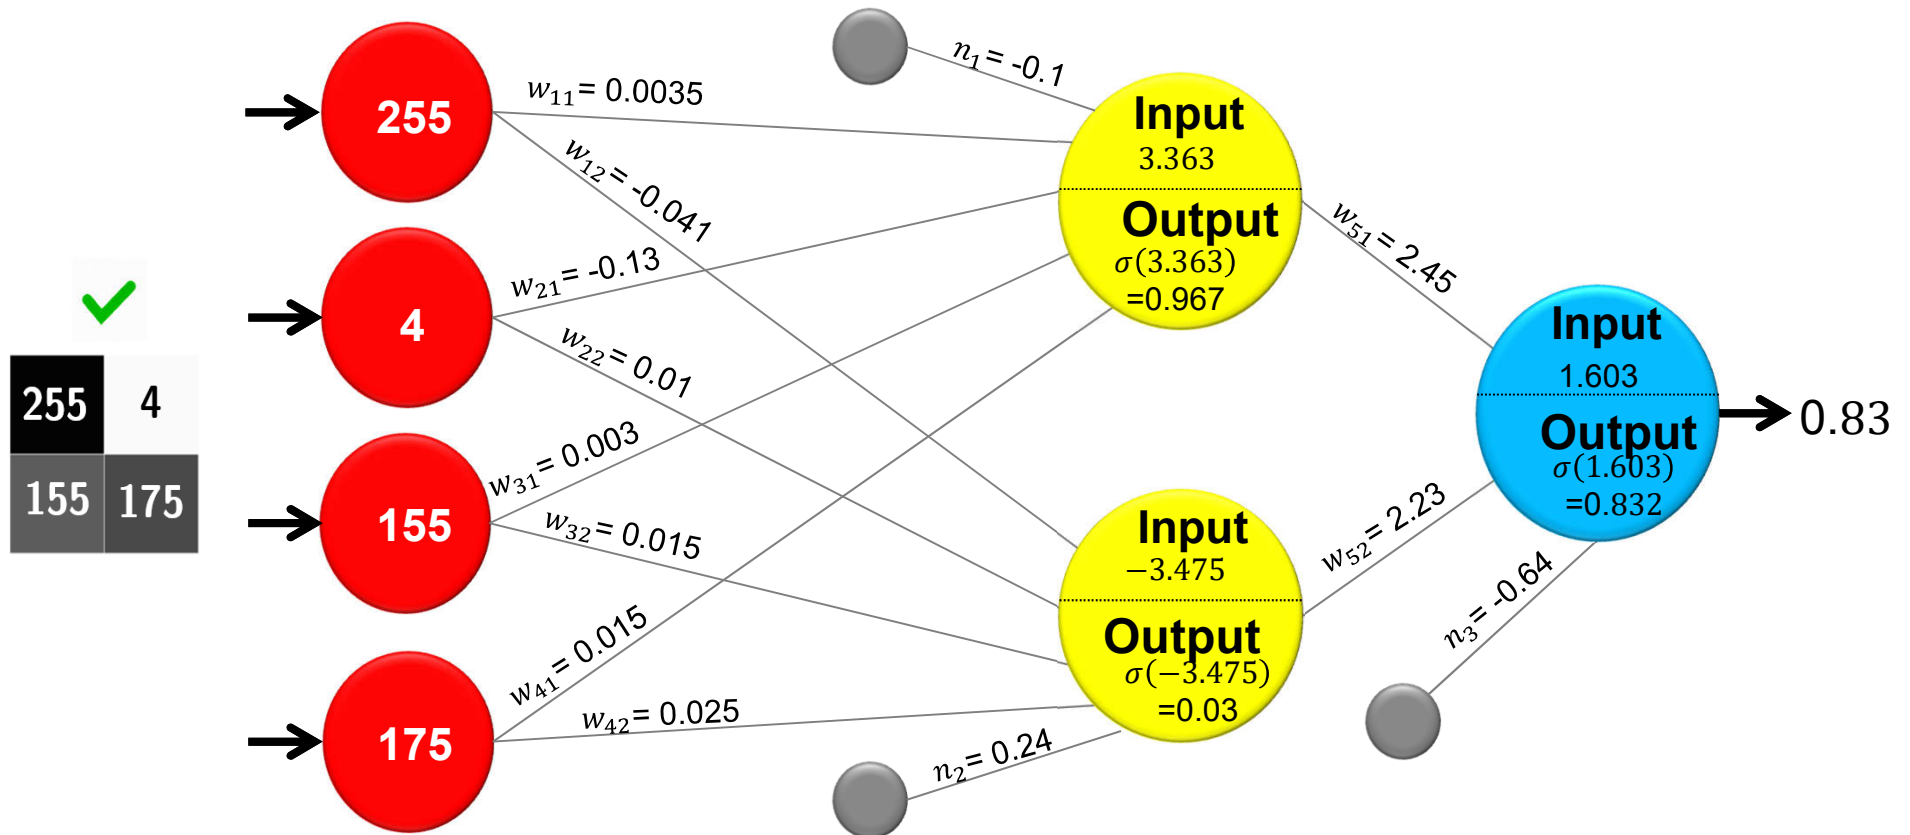 255 4
155 175
255
4
155
175
w₁₁= 0.0035
w₁₂= -0.041
w₂₁= -0.13
w₂₂= 0.01
w₃₁= 0.003
w₃₂= 0.015
w₄₁= 0.015
w₄₂= 0.025
n₁= -0.1
n₂= 0.24
Input
3.363
Output
σ(3.363)
=0.967
Input
−3.475
Output
σ(−3.475)
=0.03
w₅₁= 2.45
w₅₂= 2.23
n₃= -0.64
Input
1.603
Output
σ(1.603)
=0.832
0.83